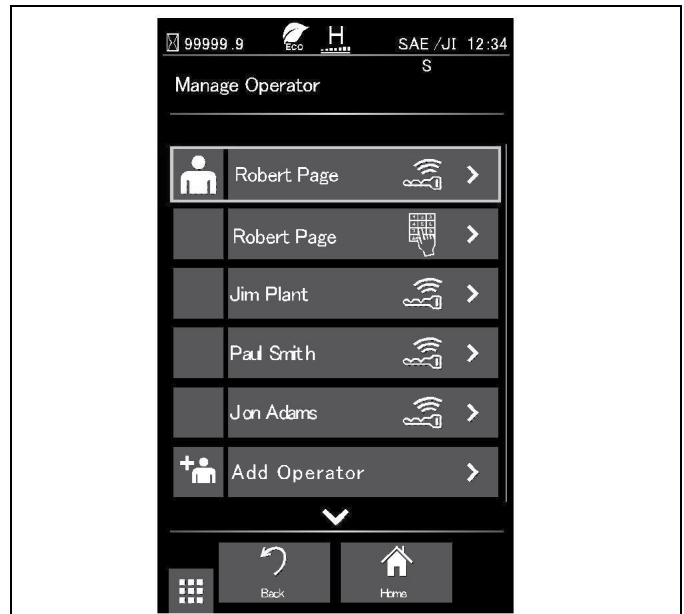 99999.9 ECO H SAE/JI 12:34
S
Manage Operator
Robert Page
Robert Page
Jim Plant
Paul Smith
Jon Adams
Add Operator
Back Home